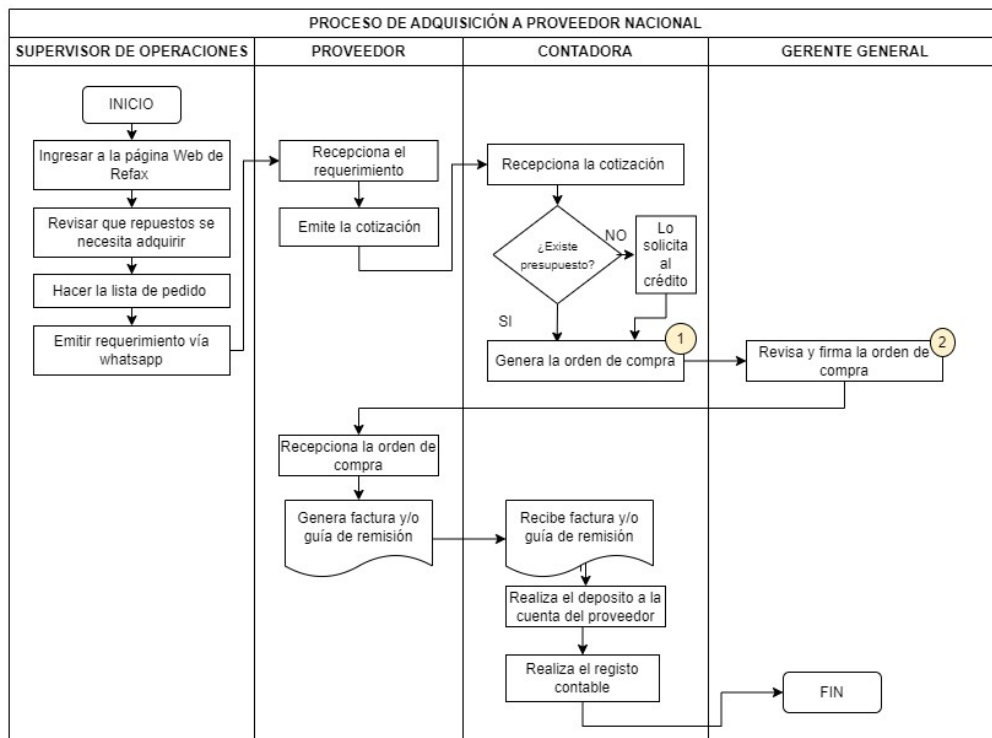 PROCESO DE ADQUISICIÓN A PROVEEDOR NACIONAL
SUPERVISOR DE OPERACIONES
PROVEEDOR
CONTADORA
GERENTE GENERAL
INICIO
Ingresar a la página Web de
Refax
Revisar que repuestos se
necesita adquirir
Hacer la lista de pedido
Emitir requerimiento vía
whatsapp
Recepciona el
requerimiento
Emite la cotización
Recepciona la cotización
¿Existe
presupuesto?
NO
Lo
solicita
al
crédito
SI
Genera la orden de compra
1
Revisa y firma la orden de
compra
2
Recepciona la orden de
compra
Genera factura y/o
guía de remisión
Recibe factura y/o
guía de remisión
Realiza el deposito a la
cuenta del proveedor
Realiza el registo
contable
FIN